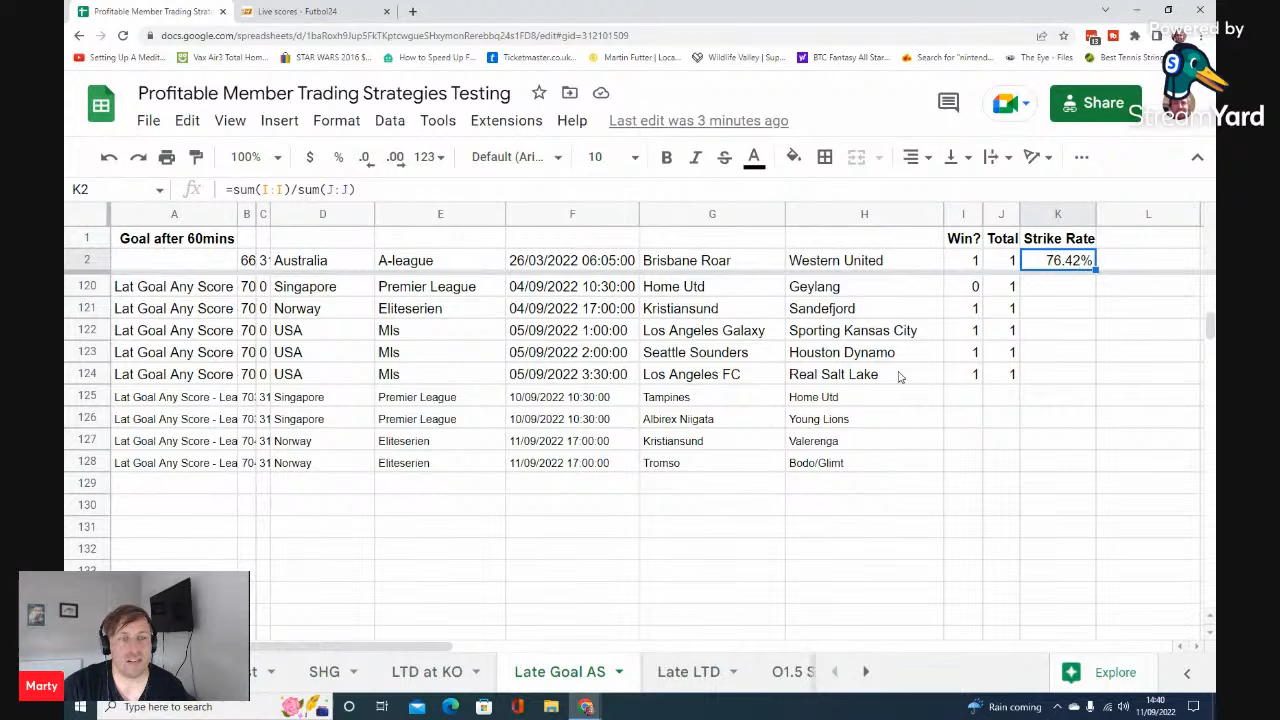 Profitable Member Trading Strate
Live scores - Futbol24
docs.google.com/spreadsheets/d/1baRoxh9Jup5FkTKptcwgueSHxymtzm
FD8/edit#gid=312101509
Powered by
StreamYard
Setting Up A Medit...
Vax Air3 Total Hom...
STAR WARS 2016 S...
How to Speed Up F...
Ticketmaster.co.uk...
Martin Futter | Loca...
Wildlife Valley | Sup...
BTC Fantasy All Star...
Search for "ninten...
The Eye - Files
Best Tennis String
Profitable Member Trading Strategies Testing
File Edit View Insert Format Data Tools Extensions Help Last edit was 3 minutes ago
Share
100% $ % .0 .00 123 Default (Ari... 10 B I S A
K2 fx =sum(I:I)/sum(J:J)
A B C D E F G H I J K L
1 Goal after 60mins Win? Total Strike Rate
2 66 31 Australia A-league 26/03/2022 06:05:00 Brisbane Roar Western United 1 1 76.42%
120 Lat Goal Any Score 70 0 Singapore Premier League 04/09/2022 10:30:00 Home Utd Geylang 0 1
121 Lat Goal Any Score 70 0 Norway Eliteserien 04/09/2022 17:00:00 Kristiansund Sandefjord 1 1
122 Lat Goal Any Score 70 0 USA Mls 05/09/2022 1:00:00 Los Angeles Galaxy Sporting Kansas City 1 1
123 Lat Goal Any Score 70 0 USA Mls 05/09/2022 2:00:00 Seattle Sounders Houston Dynamo 1 1
124 Lat Goal Any Score 70 0 USA Mls 05/09/2022 3:30:00 Los Angeles FC Real Salt Lake 1 1
125 Lat Goal Any Score - Lea 70 31 Singapore Premier League 10/09/2022 10:30:00 Tampines Home Utd
126 Lat Goal Any Score - Lea 70 31 Singapore Premier League 10/09/2022 10:30:00 Albirex Niigata Young Lions
127 Lat Goal Any Score - Lea 70 31 Norway Eliteserien 11/09/2022 17:00:00 Kristiansund Valerenga
128 Lat Goal Any Score - Lea 70 31 Norway Eliteserien 11/09/2022 17:00:00 Tromso Bodo/Glimt
129
130
131
132
SHG LTD at KO Late Goal AS Late LTD O1.5 S Explore
Marty
Type here to search
Rain coming
14:40
11/09/2022